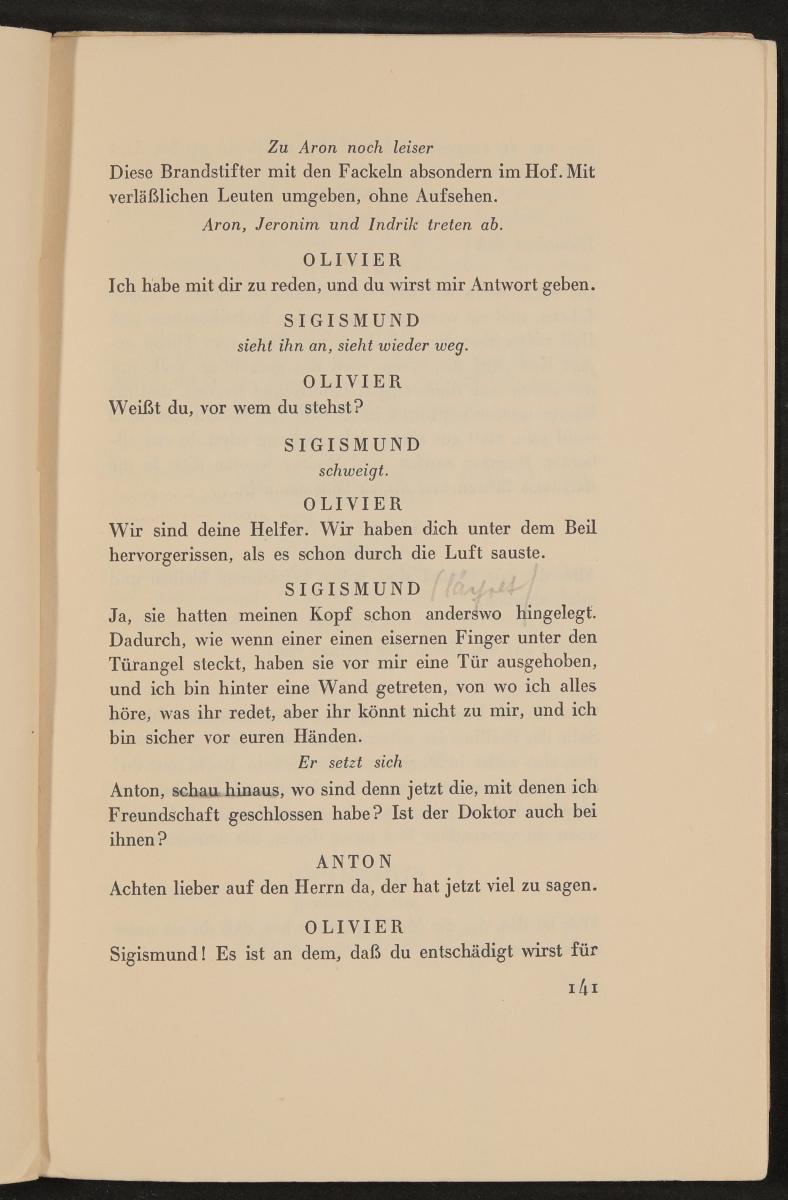 Zu Aron noch leiser
Diese Brandstifter mit den Fackeln absondern im Hof. Mit
verläßlichen Leuten umgeben, ohne Aufsehen.
Aron, Jeronim und Indrik treten ab.
OLIVIER
Ich habe mit dir zu reden, und du wirst mir Antwort geben.
SIGISMUND
sieht ihn an, sieht wieder weg.
OLIVIER
Weißt du, vor wem du stehst?
SIGISMUND
schweigt.
OLIVIER
Wir sind deine Helfer. Wir haben dich unter dem Beil
hervorgerissen, als es schon durch die Luft sauste.
SIGISMUND
Ja, sie hatten meinen Kopf schon anderswo hingelegt.
Dadurch, wie wenn einer einen eisernen Finger unter den
Türangel steckt, haben sie vor mir eine Tür ausgehoben,
und ich bin hinter eine Wand getreten, von wo ich alles
höre, was ihr redet, aber ihr könnt nicht zu mir, und ich
bin sicher vor euren Händen.
Er setzt sich
Anton, schau hinaus, wo sind denn jetzt die, mit denen ich
Freundschaft geschlossen habe? Ist der Doktor auch bei
ihnen?
ANTON
Achten lieber auf den Herrn da, der hat jetzt viel zu sagen.
OLIVIER
Sigismund! Es ist an dem, daß du entschädigt wirst für
141